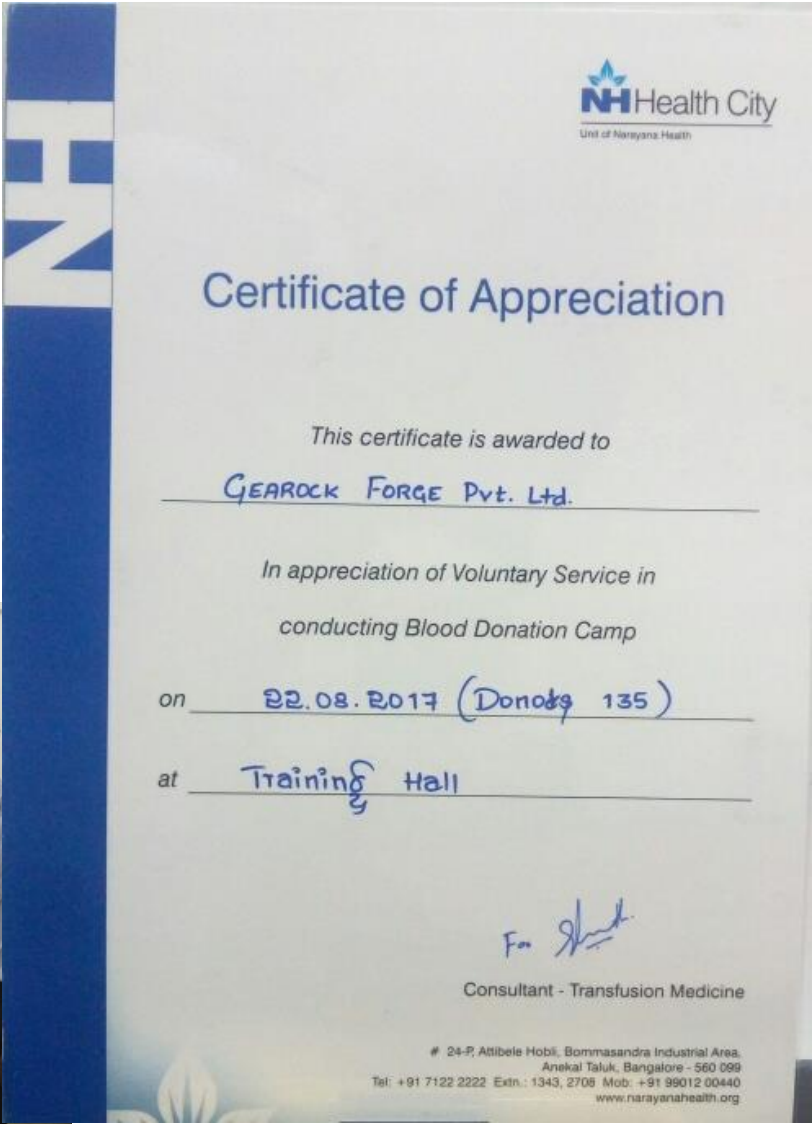 NH
NH Health City
Unit of Narayana Health
Certificate of Appreciation
This certificate is awarded to
GEAROCK FORGE Pvt. Ltd.
In appreciation of Voluntary Service in
conducting Blood Donation Camp
on 22.08.2017 (Donors 135)
at Training Hall
For
Consultant - Transfusion Medicine
# 24-P, Attibele Hobli, Bommasandra Industrial Area,
Anekal Taluk, Bangalore - 560 099
Tel: +91 7122 2222 Extn.: 1343, 2708 Mob: +91 99012 00440
www.narayanahealth.org